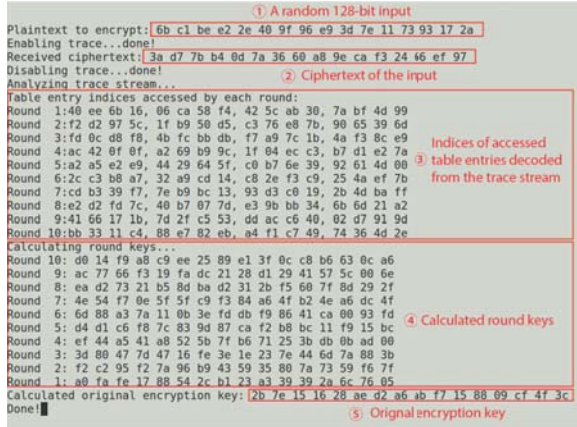 ① A random 128-bit input
Plaintext to encrypt: 6b c1 be e2 2e 40 9f 96 e9 3d 7e 11 73 93 17 2a
Enabling trace...done!
Received ciphertext: 3a d7 7b b4 0d 7a 36 60 a8 9e ca f3 24 66 ef 97
Disabling trace...done!
② Ciphertext of the input
Analyzing trace stream...
Table entry indices accessed by each round:
Round 1:40 ee 6b 16, 06 ca 58 f4, 42 5c ab 30, 7a bf 4d 99
Round 2:f2 d2 97 5c, 1f b9 50 d5, c3 76 e8 7b, 90 65 39 6d
Round 3:fd 0c d8 f8, 4b fc bb db, f7 a9 7c 1b, 4a f3 8c e9
Round 4:ac 42 0f 0f, a2 69 b9 9c, 1f 04 ec c3, b7 d1 e2 7a
Round 5:a2 a5 e2 e9, 44 29 64 5f, c0 b7 6e 39, 92 61 4d 00
Round 6:2c c3 b8 a7, 32 a9 cd 14, c8 2e f3 c9, 25 4a ef 7b
Round 7:cd b3 39 f7, 7e b9 bc 13, 93 d3 c0 19, 2b 4d ba ff
Round 8:e2 d2 fd 7c, 40 b7 07 7d, e3 9b bb 34, 6b 6d 21 a2
Round 9:41 66 17 1b, 7d 2f c5 53, dd ac c6 40, 02 d7 91 9d
Round 10:bb 33 11 c4, 88 e7 82 eb, a4 f1 c7 49, 74 36 4d 2e
③ Indices of accessed
table entries decoded
from the trace stream
Calculating round keys...
Round 10: d0 14 f9 a8 c9 ee 25 89 e1 3f 0c c8 b6 63 0c a6
Round 9: ac 77 66 f3 19 fa dc 21 28 d1 29 41 57 5c 00 6e
Round 8: ea d2 73 21 b5 8d ba d2 31 2b f5 60 7f 8d 29 2f
Round 7: 4e 54 f7 0e 5f 5f c9 f3 84 a6 4f b2 4e a6 dc 4f
Round 6: 6d 88 a3 7a 11 0b 3e fd db f9 86 41 ca 00 93 fd
Round 5: d4 d1 c6 f8 7c 83 9d 87 ca f2 b8 bc 11 f9 15 bc
Round 4: ef 44 a5 41 a8 52 5b 7f b6 71 25 3b db 0b ad 00
Round 3: 3d 80 47 7d 47 16 fe 3e 1e 23 7e 44 6d 7a 88 3b
Round 2: f2 c2 95 f2 7a 96 b9 43 59 35 80 7a 73 59 f6 7f
Round 1: a0 fa fe 17 88 54 2c b1 23 a3 39 39 2a 6c 76 05
④ Calculated round keys
Calculated original encryption key: 2b 7e 15 16 28 ae d2 a6 ab f7 15 88 09 cf 4f 3c
Done!
⑤ Orignal encryption key